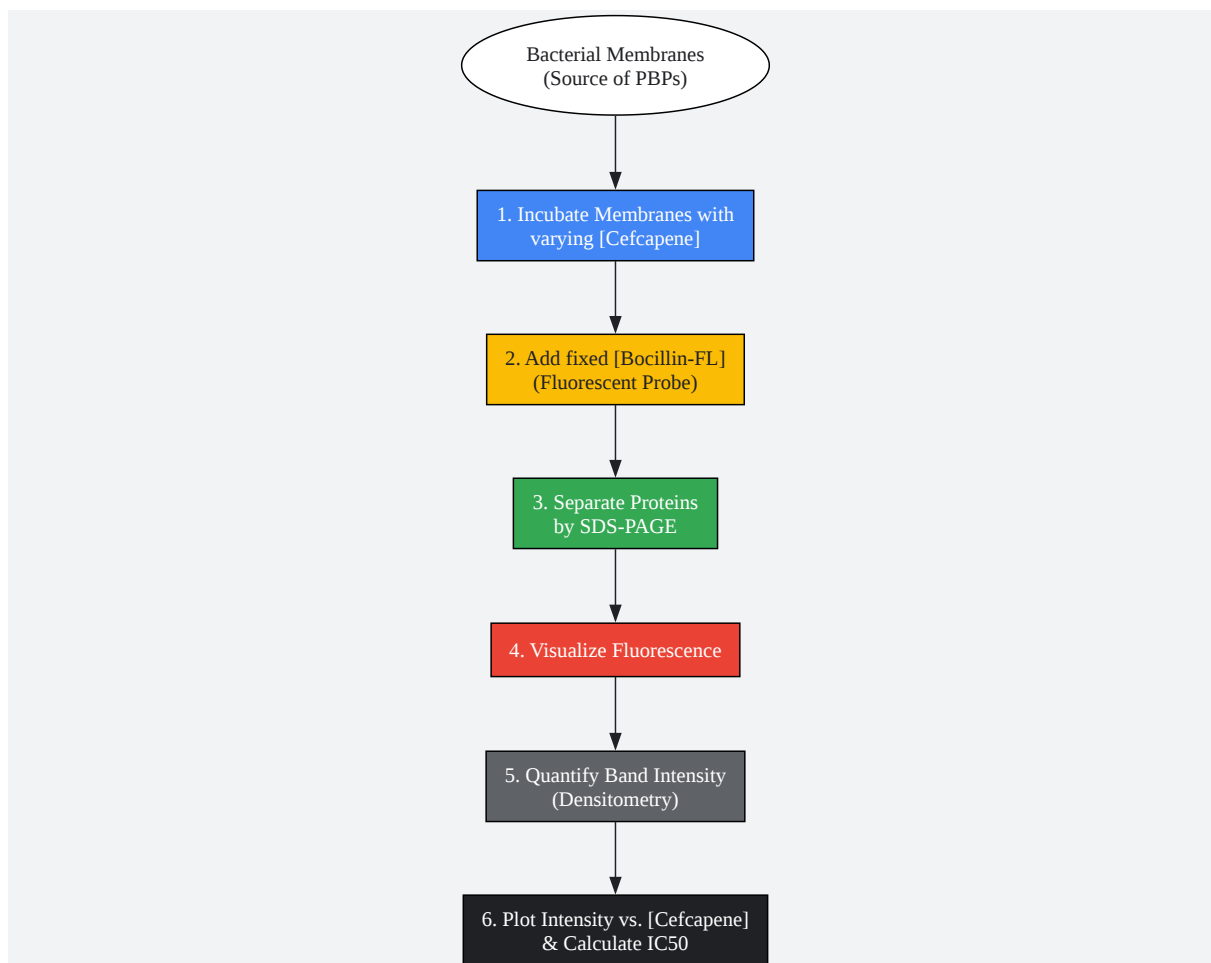 Bacterial Membranes
(Source of PBPs)
1. Incubate Membranes with
varying [Cefcapene]
2. Add fixed [Bocillin-FL]
(Fluorescent Probe)
3. Separate Proteins
by SDS-PAGE
4. Visualize Fluorescence
5. Quantify Band Intensity
(Densitometry)
6. Plot Intensity vs. [Cefcapene]
& Calculate IC50